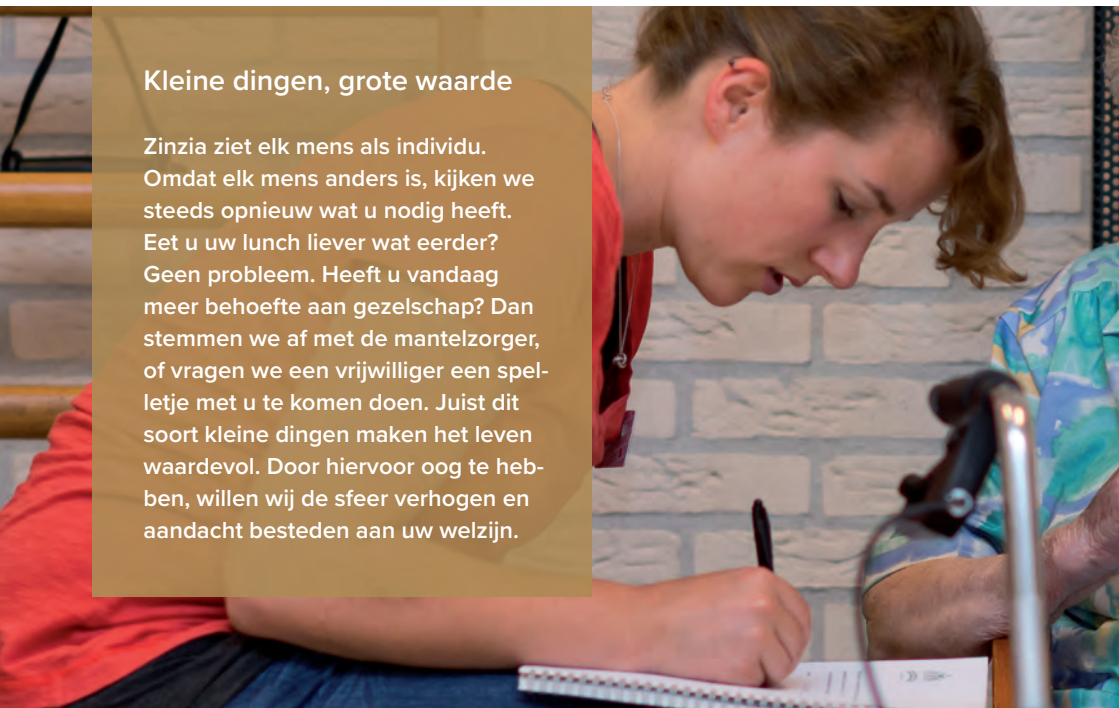 Kleine dingen, grote waarde
Zinzia ziet elk mens als individu.
Omdat elk mens anders is, kijken we
steeds opnieuw wat u nodig heeft.
Eet u uw lunch liever wat eerder?
Geen probleem. Heeft u vandaag
meer behoefte aan gezelschap? Dan
stemmen we af met de mantelzorger,
of vragen we een vrijwilliger een spel-
letje met u te komen doen. Juist dit
soort kleine dingen maken het leven
waardevol. Door hiervoor oog te heb-
ben, willen wij de sfeer verhogen en
aandacht besteden aan uw welzijn.